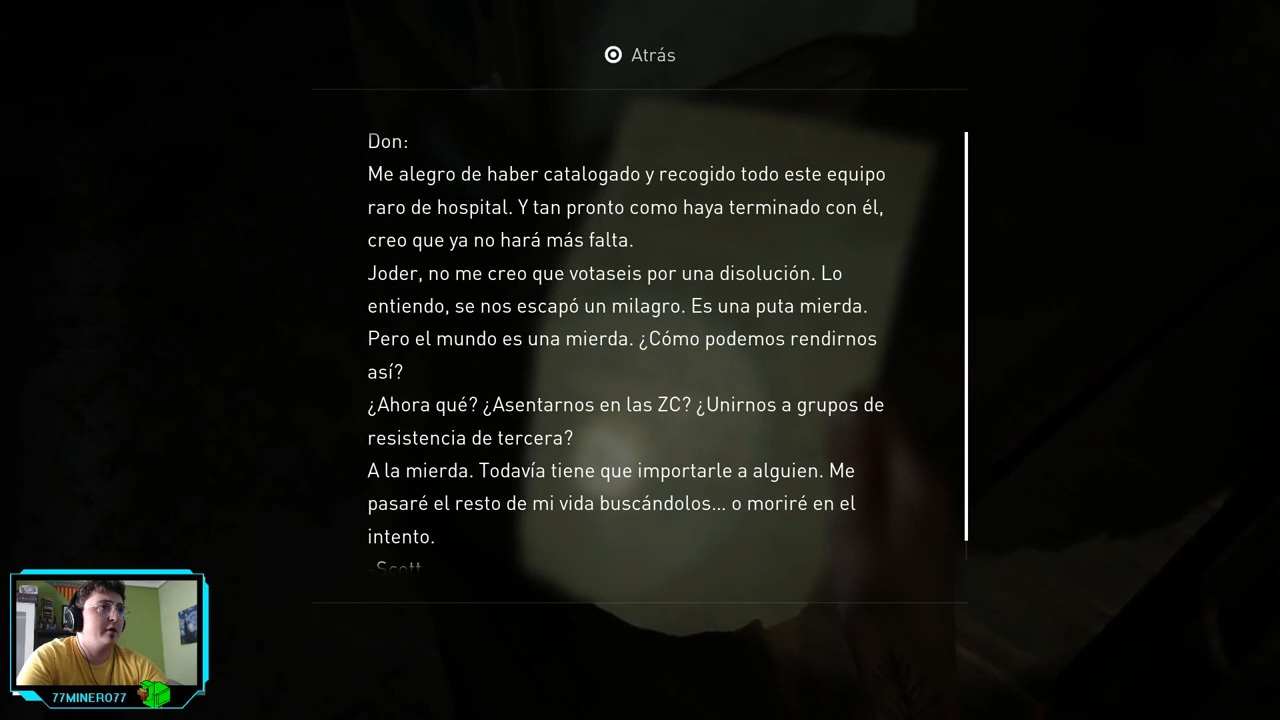 Atrás
Don:
Me alegro de haber catalogado y recogido todo este equipo
raro de hospital. Y tan pronto como haya terminado con él,
creo que ya no hará más falta.
Joder, no me creo que votaseis por una disolución. Lo
entiendo, se nos escapó un milagro. Es una puta mierda.
Pero el mundo es una mierda. ¿Cómo podemos rendirnos
así?
¿Ahora qué? ¿Asentarnos en las ZC? ¿Unirnos a grupos de
resistencia de tercera?
A la mierda. Todavía tiene que importarle a alguien. Me
pasaré el resto de mi vida buscándolos... o moriré en el
intento.
-Scott
77MINERO77